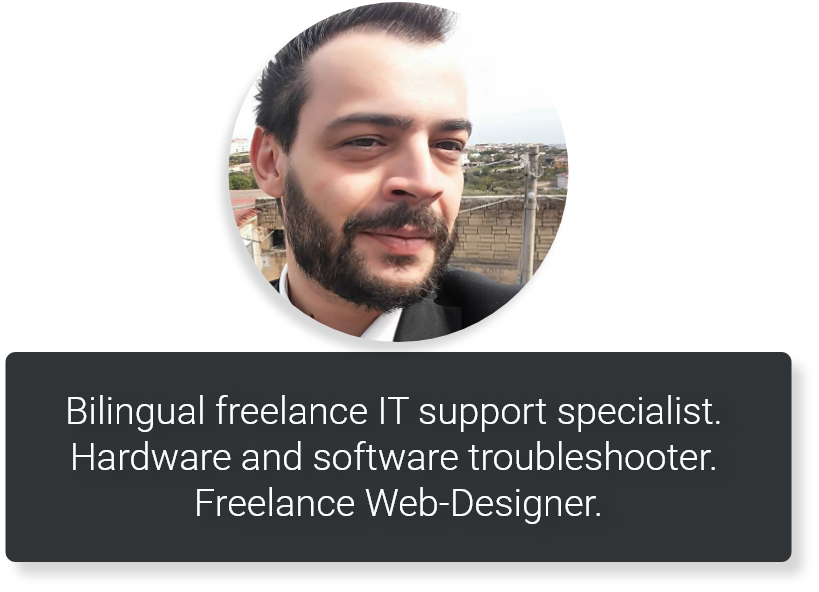 Bilingual freelance IT support specialist.
Hardware and software troubleshooter.
Freelance Web-Designer.